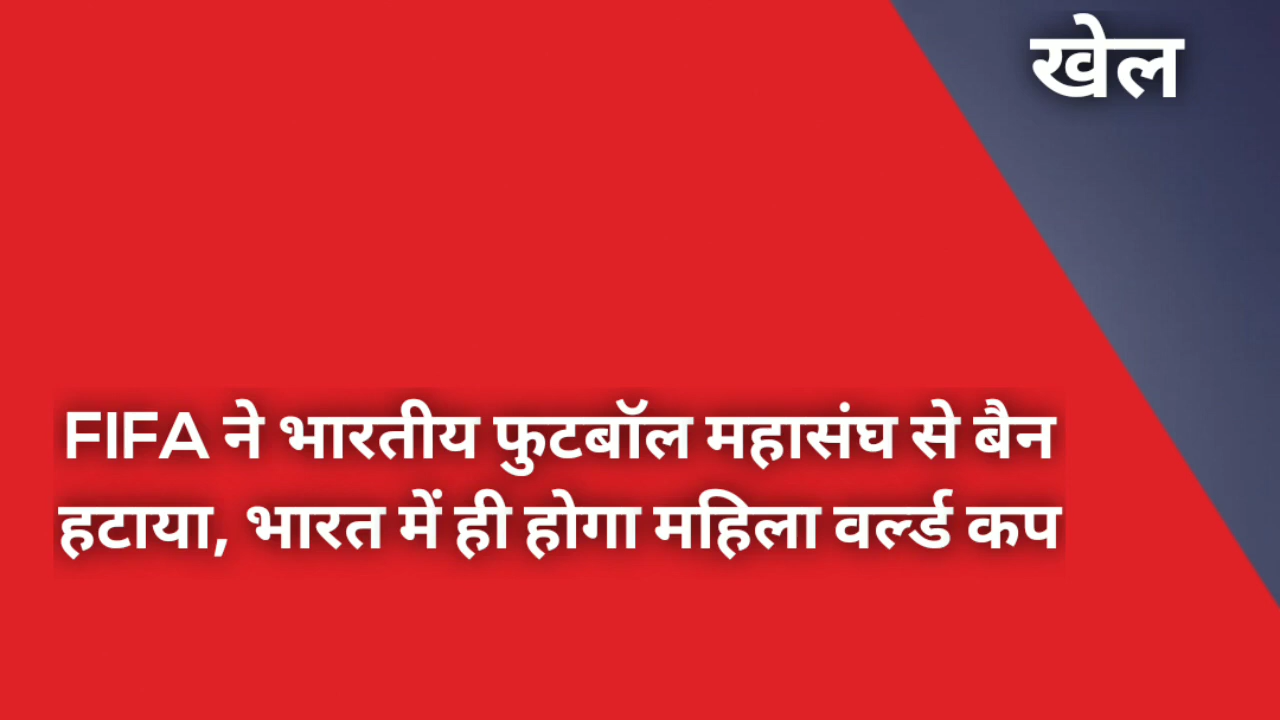 खेल
FIFA ने भारतीय फुटबॉल महासंघ से बैन
हटाया, भारत में ही होगा महिला वर्ल्ड कप